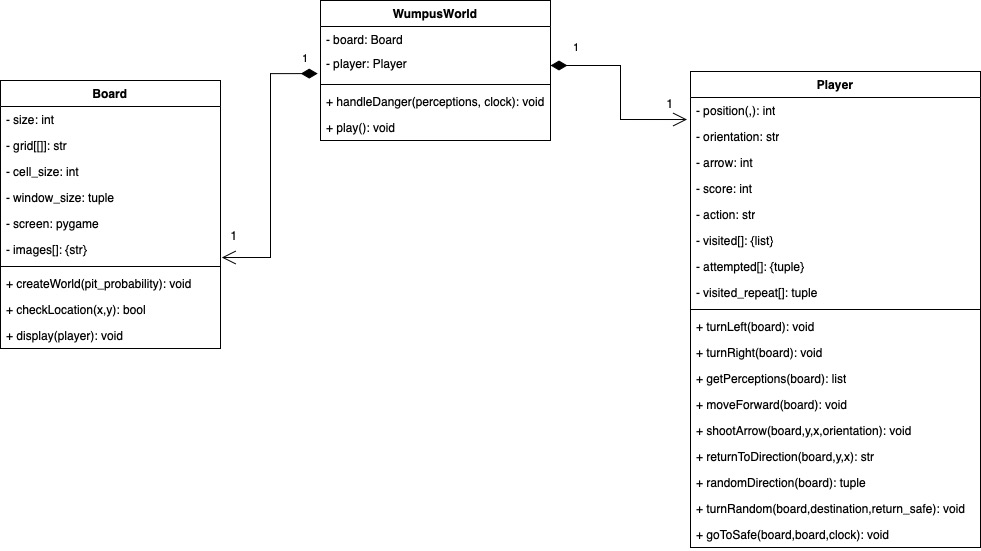 WumpusWorld
- board: Board
- player: Player
+ handleDanger(perceptions, clock): void
+ play(): void
1
1
1
1
Board
- size: int
- grid[[]]: str
- cell_size: int
- window_size: tuple
- screen: pygame
- images[]: {str}
+ createWorld(pit_probability): void
+ checkLocation(x,y): bool
+ display(player): void
Player
- position(,): int
- orientation: str
- arrow: int
- score: int
- action: str
- visited[]: {list}
- attempted[]: {tuple}
- visited_repeat[]: tuple
+ turnLeft(board): void
+ turnRight(board): void
+ getPerceptions(board): list
+ moveForward(board): void
+ shootArrow(board,y,x,orientation): void
+ returnToDirection(board,y,x): str
+ randomDirection(board): tuple
+ turnRandom(board,destination,return_safe): void
+ goToSafe(board,board,clock): void